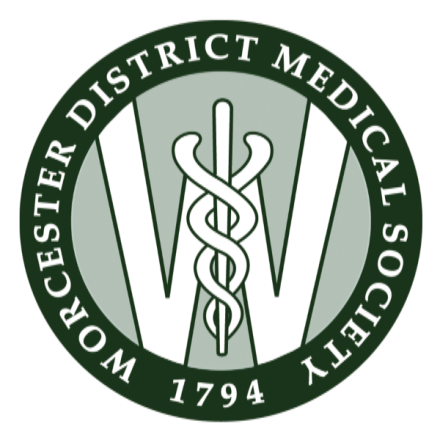 WORCESTER DISTRICT MEDICAL SOCIETY
1794
W